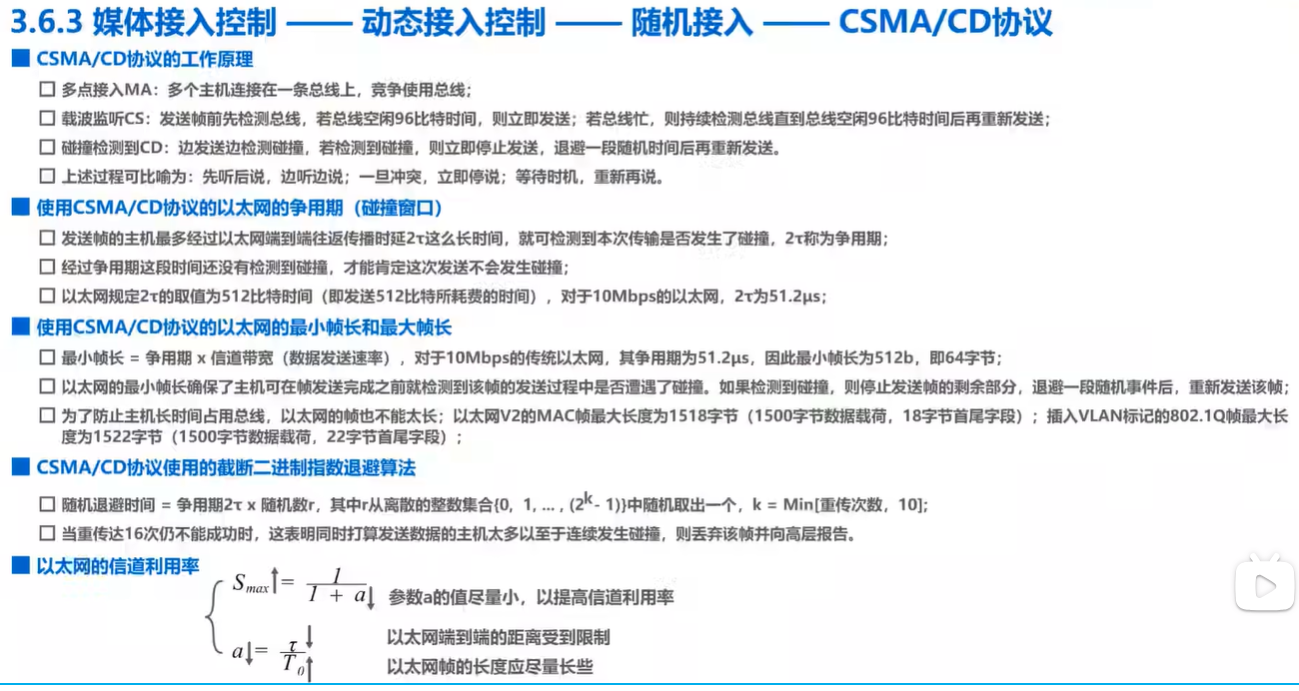 3.6.3 媒体接入控制 —— 动态接入控制 —— 随机接入 —— CSMA/CD协议
CSMA/CD协议的工作原理
多点接入MA：多个主机连接在一条总线上，竞争使用总线；
载波监听CS：发送帧前先检测总线，若总线空闲96比特时间，则立即发送；若总线忙，则持续检测总线直到总线空闲96比特时间后再重新发送；
碰撞检测到CD：边发送边检测碰撞，若检测到碰撞，则立即停止发送，退避一段随机时间后再重新发送。
上述过程可比喻为：先听后说，边听边说；一旦冲突，立即停说；等待时机，重新再说。
使用CSMA/CD协议的以太网的争用期（碰撞窗口）
发送帧的主机最多经过以太网端到端往返传播时延2τ这么长时间，就可检测到本次传输是否发生了碰撞，2τ称为争用期；
经过争用期这段时间还没有检测到碰撞，才能肯定这次发送不会发生碰撞；
以太网规定2τ的取值为512比特时间（即发送512比特所耗费的时间），对于10Mbps的以太网，2τ为51.2μs；
使用CSMA/CD协议的以太网的最小帧长和最大帧长
最小帧长 = 争用期 x 信道带宽（数据发送速率），对于10Mbps的传统以太网，其争用期为51.2μs，因此最小帧长为512b，即64字节；
以太网的最小帧长确保了主机可在帧发送完成之前就检测到该帧的发送过程中是否遭遇了碰撞。如果检测到碰撞，则停止发送帧的剩余部分，退避一段随机事件后，重新发送该帧；
为了防止主机长时间占用总线，以太网的帧也不能太长；以太网V2的MAC帧最大长度为1518字节（1500字节数据载荷，18字节首尾字段）；插入VLAN标记的802.1Q帧最大长
度为1522字节（1500字节数据载荷，22字节首尾字段）；
CSMA/CD协议使用的截断二进制指数退避算法
随机退避时间 = 争用期2τ x 随机数r，其中r从离散的整数集合{0, 1, ... , (2^k - 1)}中随机取出一个，k = Min[重传次数，10]；
当重传达16次仍不能成功时，这表明同时打算发送数据的主机太多以至于连续发生碰撞，则丢弃该帧并向高层报告。
以太网的信道利用率
S_max↑= 1 / (1 + a↓) 参数a的值尽量小，以提高信道利用率
a↓= τ↓ / T_0↑ 以太网端到端的距离受到限制
以太网帧的长度应尽量长些